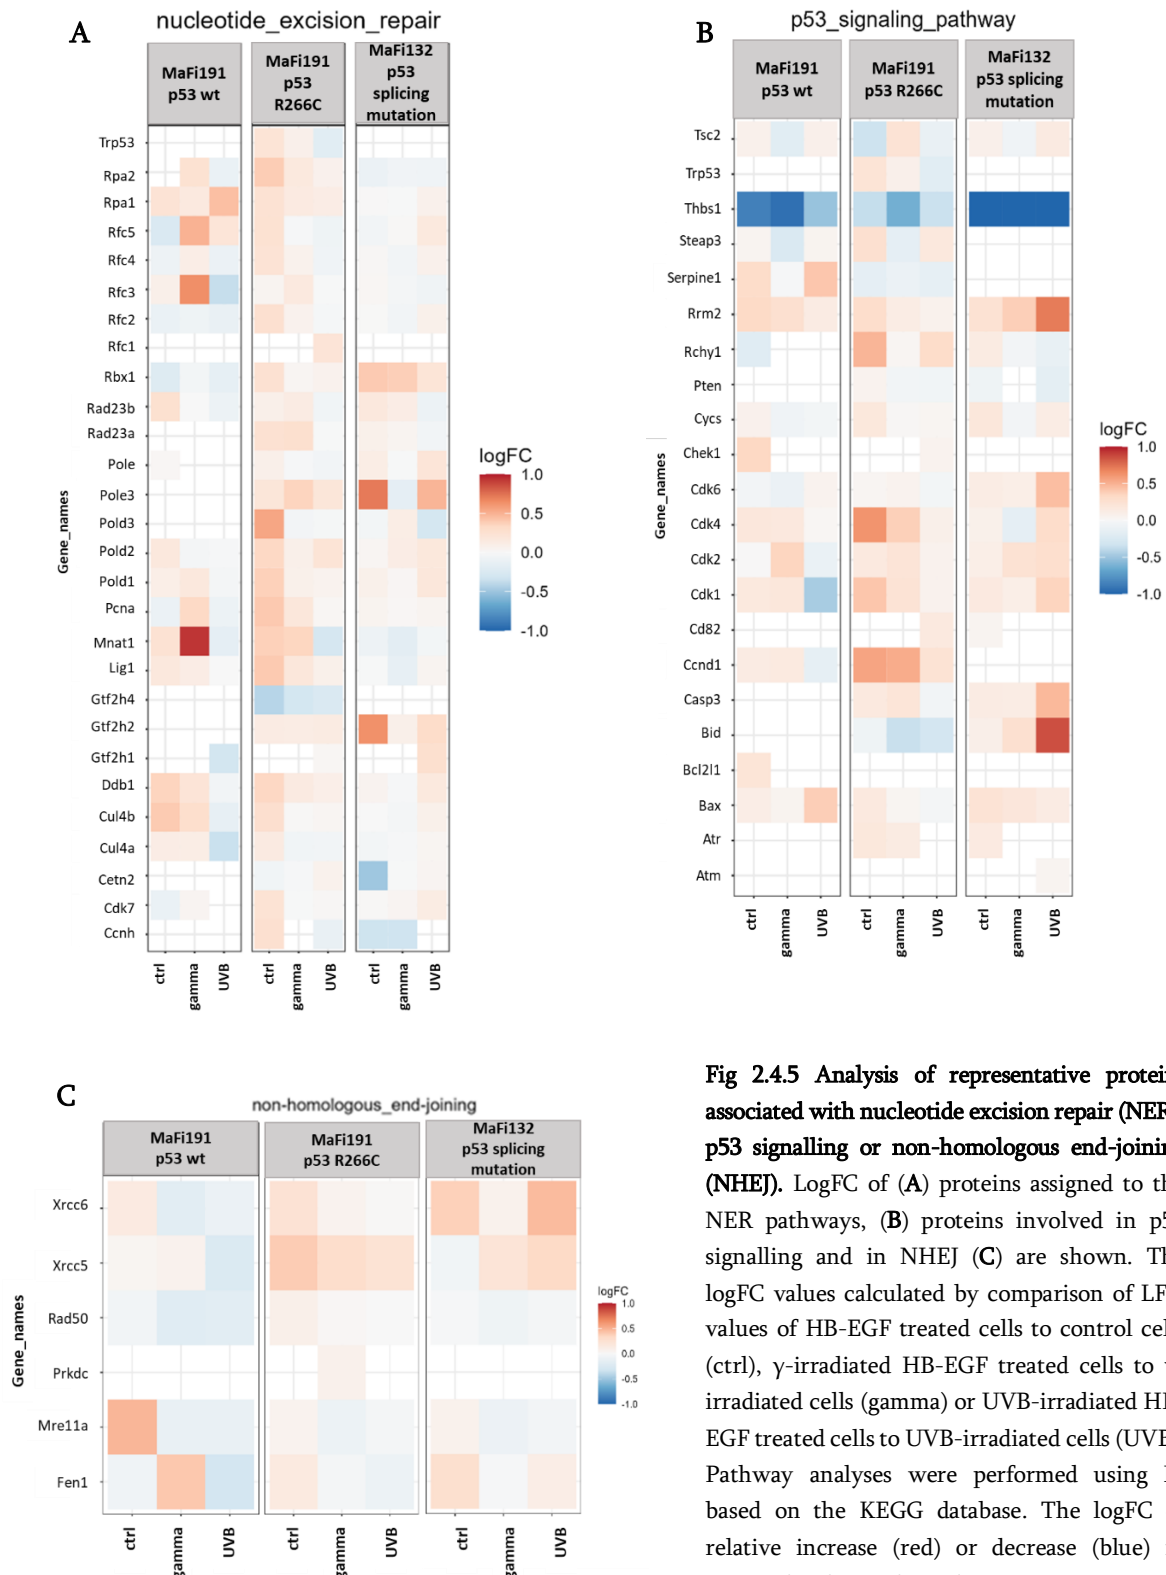 A
nucleotide_excision_repair
MaFi191
p53 wt
MaFi191
p53
R266C
MaFi132
p53
splicing
mutation
Gene_names
Trp53
Rpa2
Rpa1
Rfc5
Rfc4
Rfc3
Rfc2
Rfc1
Rbx1
Rad23b
Rad23a
Pole
Pole3
Pold3
Pold2
Pold1
Pcna
Mnat1
Lig1
Gtf2h4
Gtf2h2
Gtf2h1
Ddb1
Cul4b
Cul4a
Cetn2
Cdk7
Ccnh
ctrl
gamma
UVB
ctrl
gamma
UVB
ctrl
gamma
UVB
logFC
1.0
0.5
0.0
-0.5
-1.0
B
p53_signaling_pathway
MaFi191
p53 wt
MaFi191
p53 R266C
MaFi132
p53 splicing
mutation
Gene_names
Tsc2
Trp53
Thbs1
Steap3
Serpine1
Rrm2
Rchy1
Pten
Cycs
Chek1
Cdk6
Cdk4
Cdk2
Cdk1
Cd82
Ccnd1
Casp3
Bid
Bcl2l1
Bax
Atr
Atm
ctrl
gamma
UVB
ctrl
gamma
UVB
ctrl
gamma
UVB
logFC
1.0
0.5
0.0
-0.5
-1.0
C
non-homologous_end-joining
MaFi191
p53 wt
MaFi191
p53 R266C
MaFi132
p53 splicing
mutation
Gene_names
Xrcc6
Xrcc5
Rad50
Prkdc
Mre11a
Fen1
ctrl
gamma
UVB
ctrl
gamma
UVB
ctrl
gamma
UVB
logFC
1.0
0.5
0.0
-0.5
-1.0
Fig 2.4.5 Analysis of representative protein
associated with nucleotide excision repair (NER
p53 signalling or non-homologous end-joinin
(NHEJ). LogFC of (A) proteins assigned to th
NER pathways, (B) proteins involved in p5
signalling and in NHEJ (C) are shown. Th
logFC values calculated by comparison of LF
values of HB-EGF treated cells to control cel
(ctrl), γ-irradiated HB-EGF treated cells to
irradiated cells (gamma) or UVB-irradiated H
EGF treated cells to UVB-irradiated cells (UVB
Pathway analyses were performed using
based on the KEGG database. The logFC
relative increase (red) or decrease (blue)